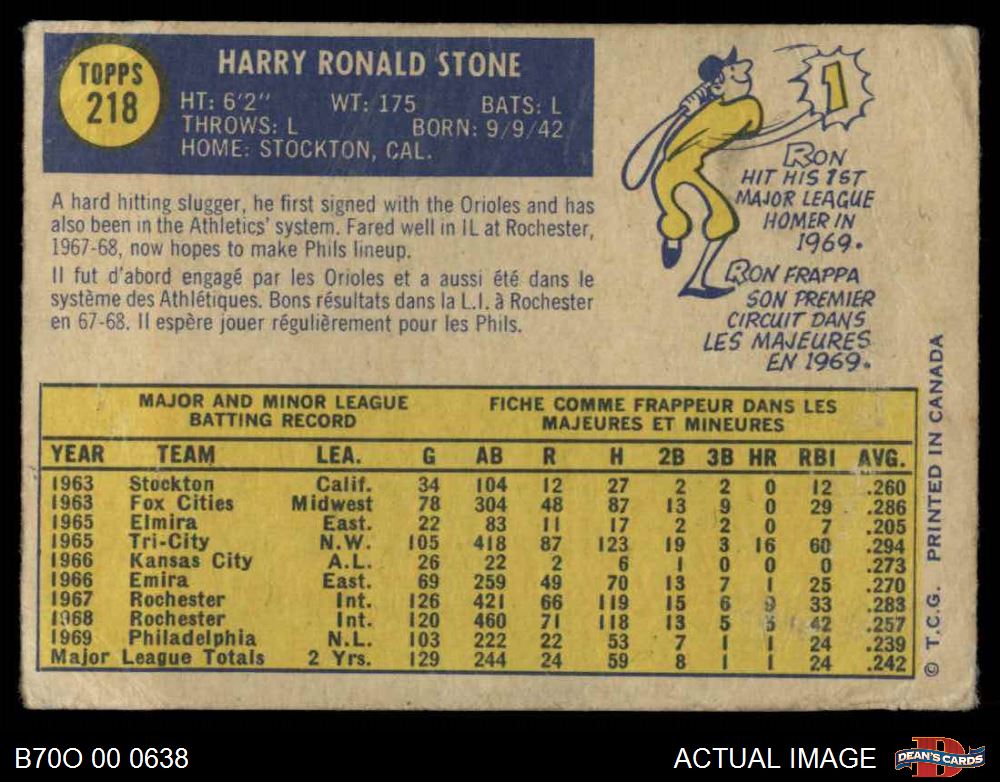 TOPPS
218
HARRY RONALD STONE
HT: 6'2" WT: 175 BATS: L
THROWS: L BORN: 9/9/42
HOME: STOCKTON, CAL.
A hard hitting slugger, he first signed with the Orioles and has
also been in the Athletics' system. Fared well in IL at Rochester,
1967-68, now hopes to make Phils lineup.
Il fut d'abord engagé par les Orioles et a aussi été dans le
système des Athlétiques. Bons résultats dans la L.I. à Rochester
en 67-68. Il espère jouer régulièrement pour les Phils.
1
RON
HIT HIS 1ST
MAJOR LEAGUE
HOMER IN
1969.
RON FRAPPA
SON PREMIER
CIRCUIT DANS
LES MAJEURES
EN 1969.
MAJOR AND MINOR LEAGUE
BATTING RECORD
FICHE COMME FRAPPEUR DANS LES
MAJEURES ET MINEURES
YEAR TEAM LEA. G AB R H 2B 3B HR RBI AVG.
1963 Stockton Calif. 34 104 12 27 2 2 0 12 .260
1963 Fox Cities Midwest 78 304 48 87 13 9 0 29 .286
1965 Elmira East. 22 83 11 17 2 2 0 7 .205
1965 Tri-City N.W. 105 418 87 123 19 3 16 60 .294
1966 Kansas City A.L. 26 22 2 6 1 0 0 0 .273
1966 Emira East. 69 259 49 70 13 7 1 25 .270
1967 Rochester Int. 126 421 66 119 15 6 9 33 .283
1968 Rochester Int. 120 460 71 118 13 5 42 .257
1969 Philadelphia N.L. 103 222 22 53 7 1 1 24 .239
Major League Totals 2 Yrs. 129 244 24 59 8 1 1 24 .242
© T.C.G. PRINTED IN CANADA
B70O 00 0638
ACTUAL IMAGE
D
DEAN'S CARDS